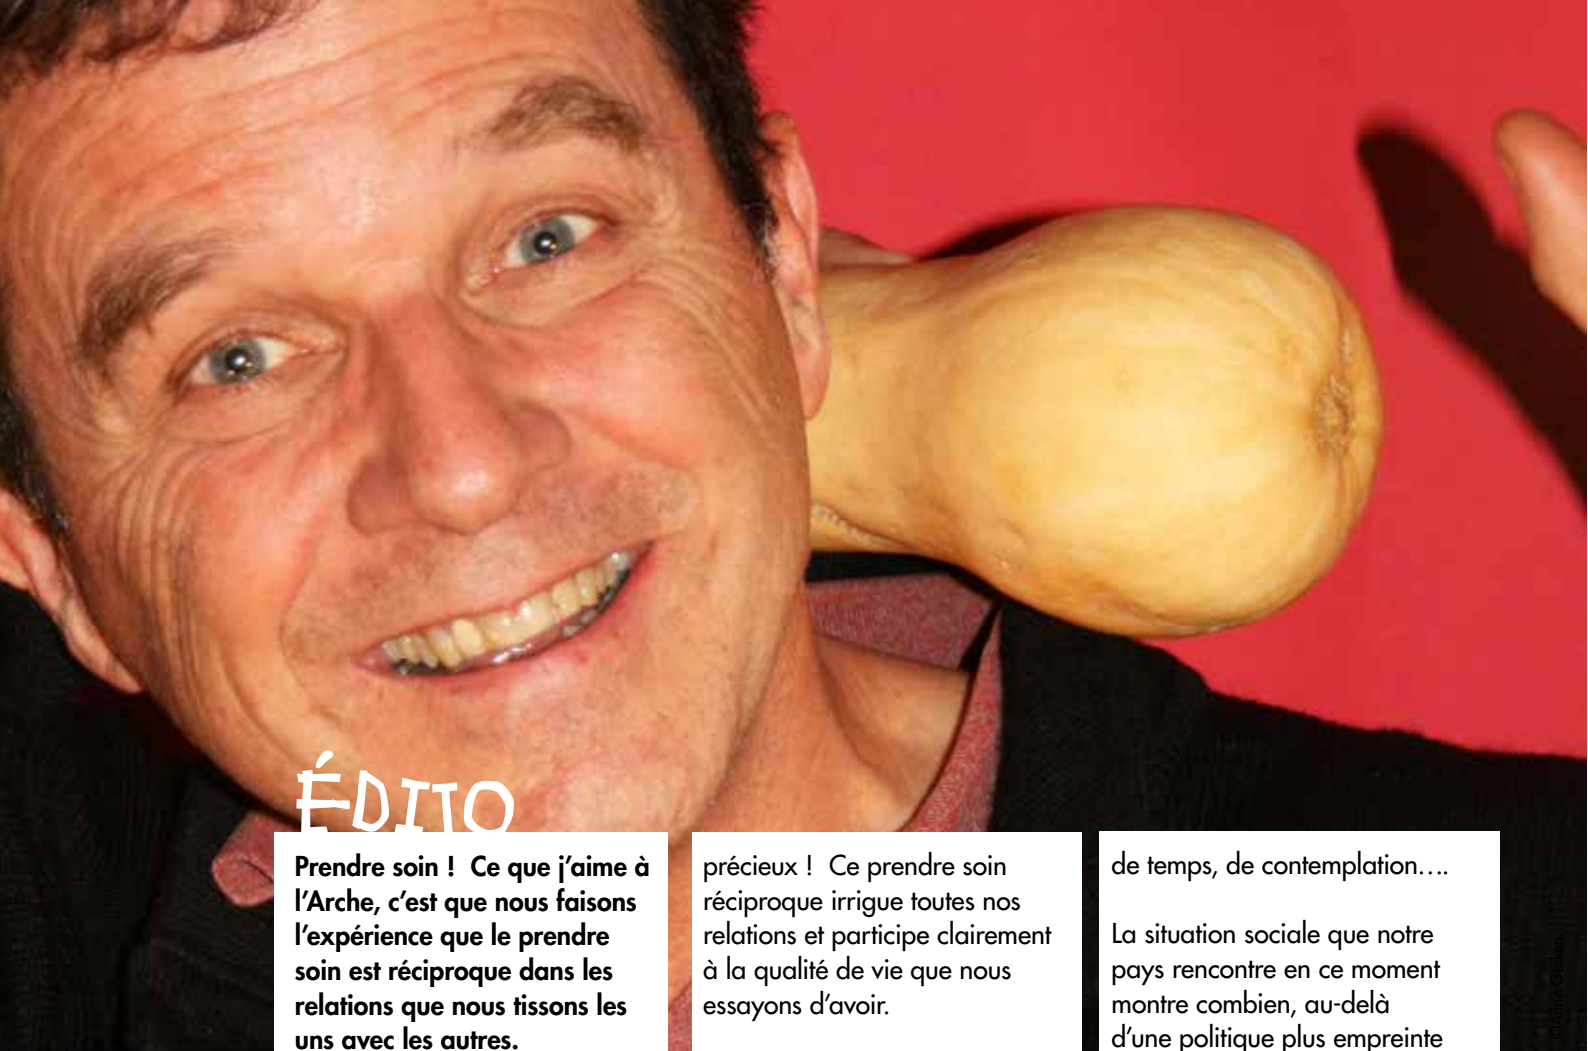 ÉDITO
Prendre soin !  Ce que j’aime à
l’Arche, c’est que nous faisons
l’expérience que le prendre
soin est réciproque dans les
relations que nous tissons les
uns avec les autres.
précieux !  Ce prendre soin
réciproque irrigue toutes nos
relations et participe clairement
à la qualité de vie que nous
essayons d’avoir.
de temps, de contemplation….
La situation sociale que notre
pays rencontre en ce moment
montre combien, au-delà
d’une politique plus empreinte